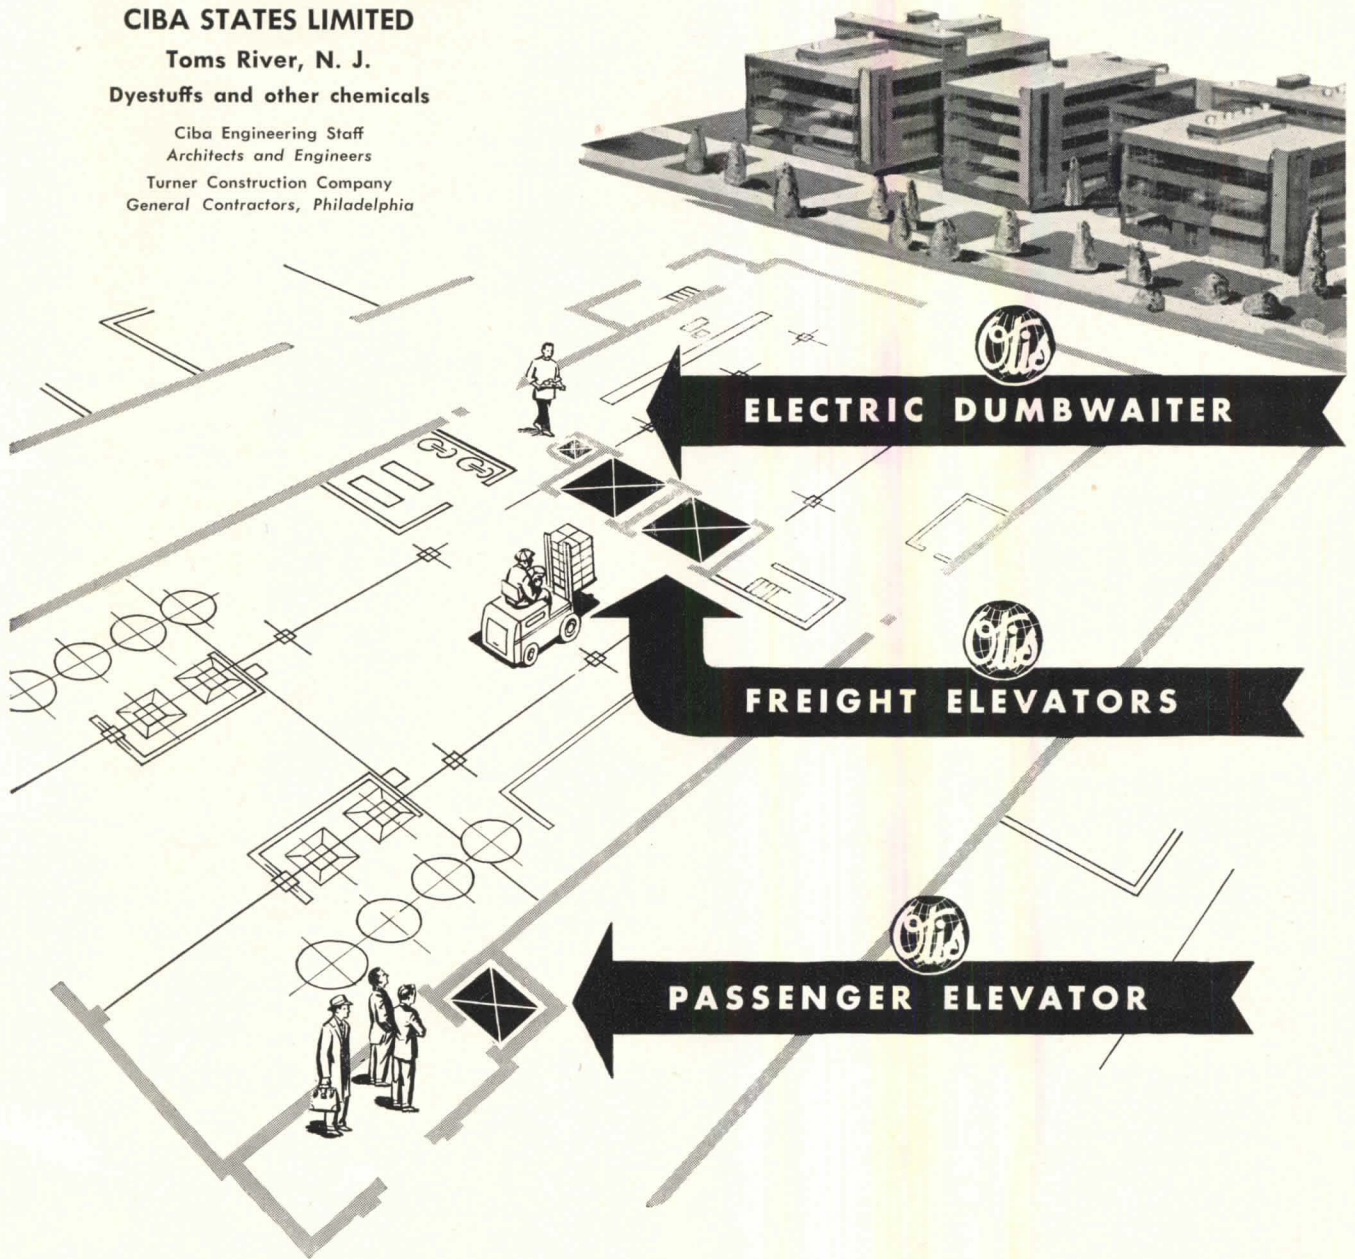 CIBA STATES LIMITED
Toms River, N. J.
Dyestuffs and other chemicals
Ciba Engineering Staff
Architects and Engineers
Turner Construction Company
General Contractors, Philadelphia
Otis
ELECTRIC DUMBWAITER
Otis
FREIGHT ELEVATORS
Otis
PASSENGER ELEVATOR